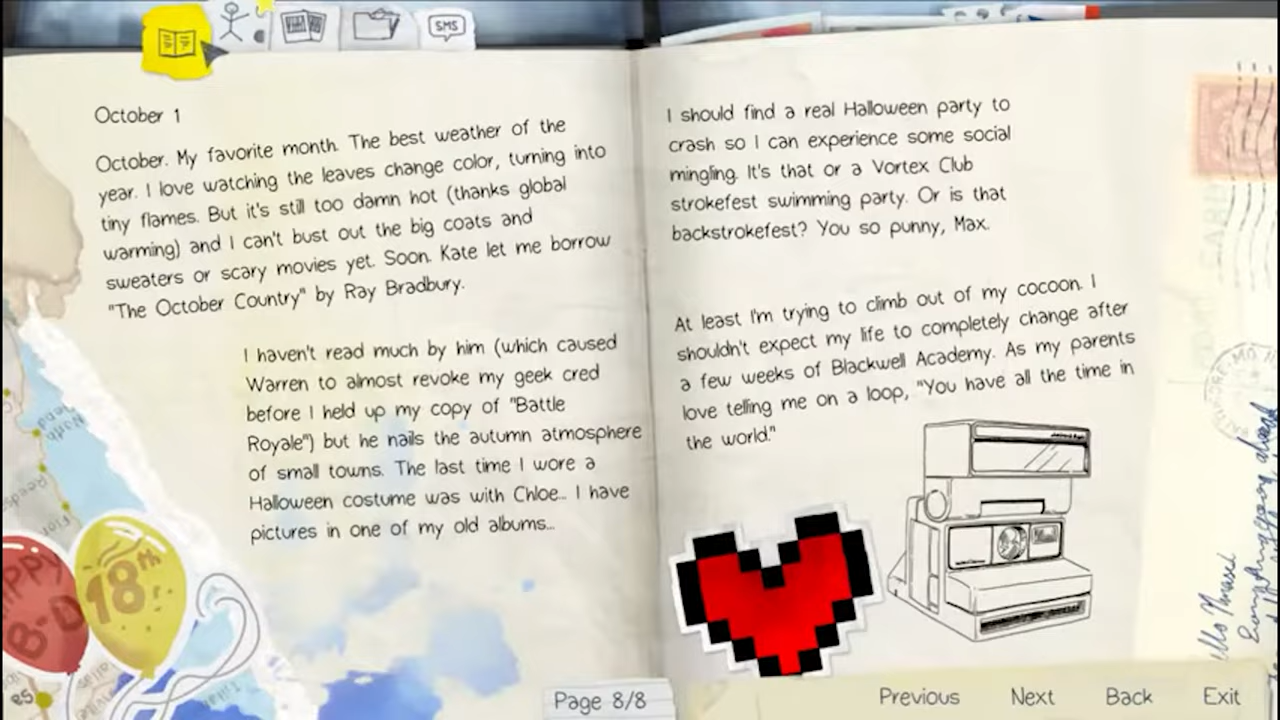 SMS
October 1
October. My favorite month. The best weather of the
year. I love watching the leaves change color, turning into
tiny flames. But it's still too damn hot (thanks global
warming) and I can't bust out the big coats and
sweaters or scary movies yet. Soon. Kate let me borrow
"The October Country" by Ray Bradbury.
I haven't read much by him (which caused
Warren to almost revoke my geek cred
before I held up my copy of "Battle
Royale") but he nails the autumn atmosphere
of small towns. The last time I wore a
Halloween costume was with Chloe... I have
pictures in one of my old albums...
I should find a real Halloween party to
crash so I can experience some social
mingling. It's that or a Vortex Club
strokefest swimming party. Or is that
backstrokefest? You so punny, Max.
At least I'm trying to climb out of my cocoon. I
shouldn't expect my life to completely change after
a few weeks of Blackwell Academy. As my parents
love telling me on a loop, "You have all the time in
the world."
18th
B-D
Page 8/8
Previous
Next
Back
Exit